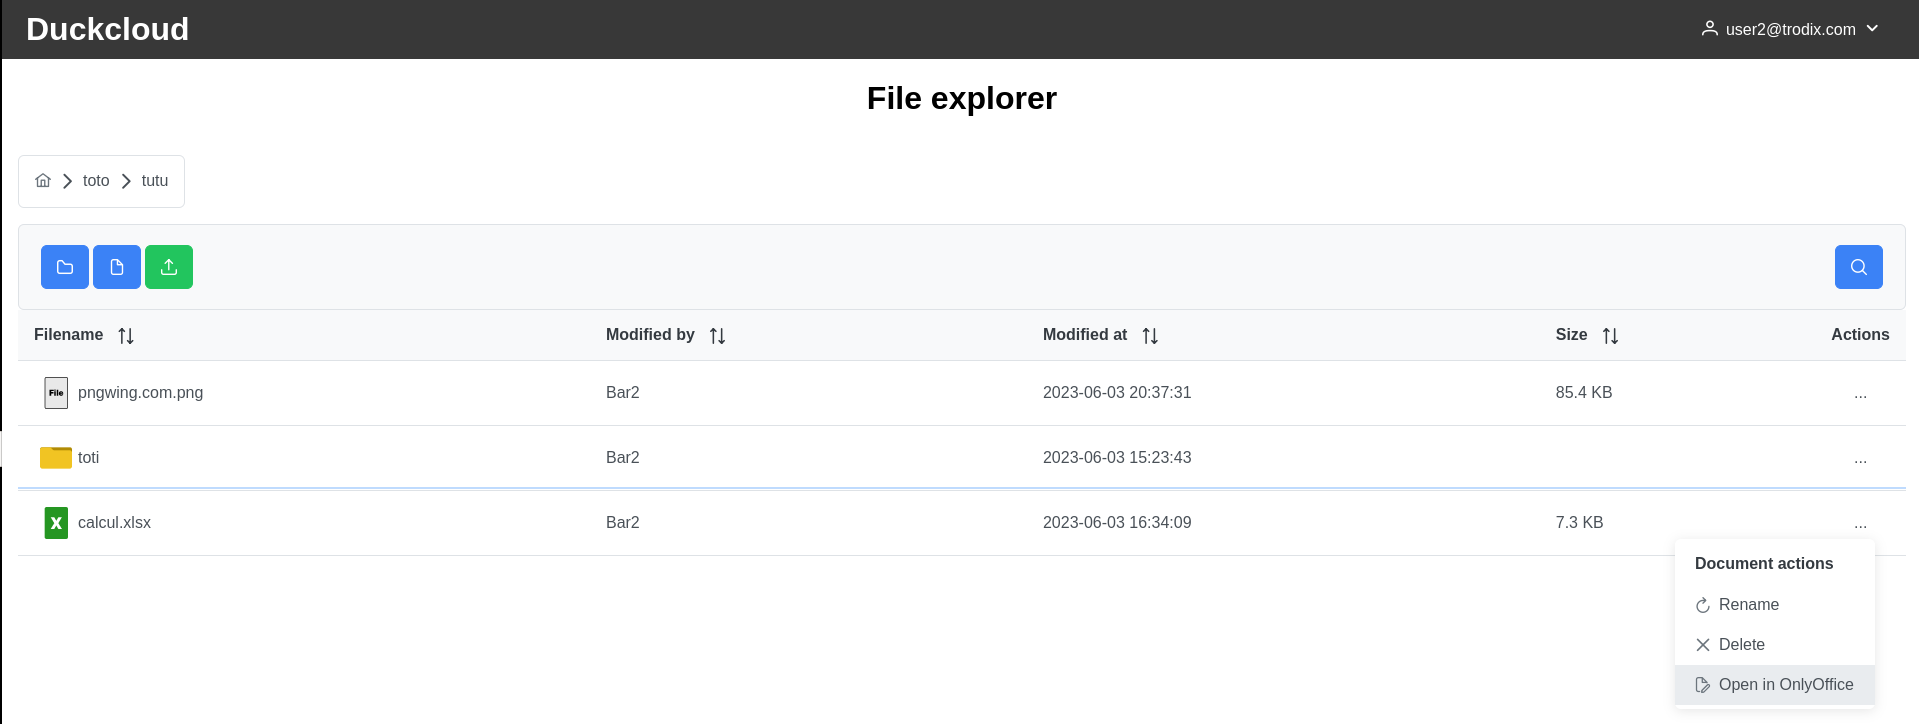 Duckcloud
user2@trodix.com
File explorer
toto tutu
Filename Modified by Modified at Size Actions
File pngwing.com.png Bar2 2023-06-03 20:37:31 85.4 KB ...
toti Bar2 2023-06-03 15:23:43 ...
X calcul.xlsx Bar2 2023-06-03 16:34:09 7.3 KB ...
Document actions
Rename
Delete
Open in OnlyOffice